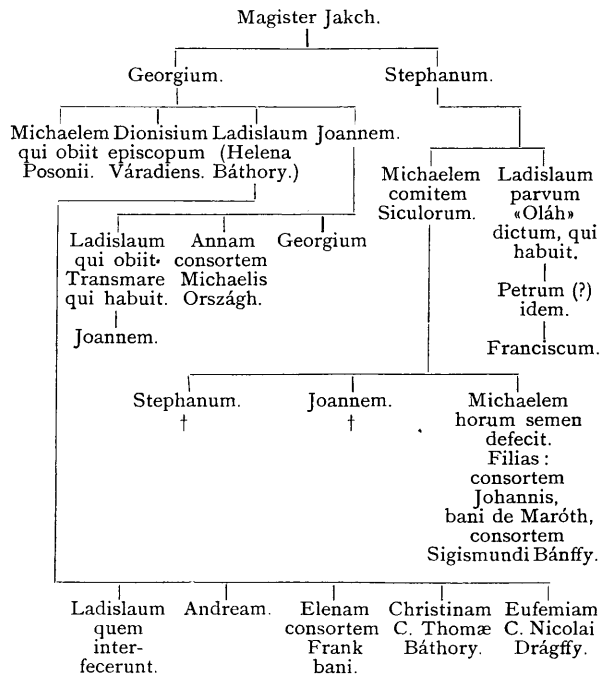 Magister Jakch.
Georgium. Stephanum.
Michaelem Dionisium Ladislaum Joannem.
qui obiit episcopum (Helena
Posonii. Váradiens. Báthory.)
Michaelem
comitem
Siculorum.
Ladislaum
parvum
«Oláh»
dictum, qui
habuit.
Petrum (?)
idem.
Franciscum.
Ladislaum
qui obiit
Transmare
qui habuit.
Joannem.
Annam
consortem
Michaelis
Országh.
Georgium
Stephanum.
†
Joannem.
†
Michaelem
horum semen
defecit.
Filias :
consortem
Johannis,
bani de Maróth,
consortem
Sigismundi Bánffy.
Ladislaum
quem
inter-
fecerunt.
Andream.
Elenam
consortem
Frank
bani.
Christinam
C. Thomæ
Báthory.
Eufemiam
C. Nicolai
Drágffy.